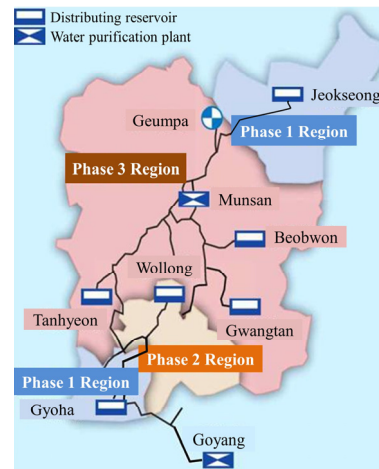 Distributing reservoir
Water purification plant
Jeokseong
Geumpa
Phase 1 Region
Phase 3 Region
Munsan
Beobwon
Wollong
Tanhyeon
Gwangtan
Phase 2 Region
Phase 1 Region
Gyoha
Goyang